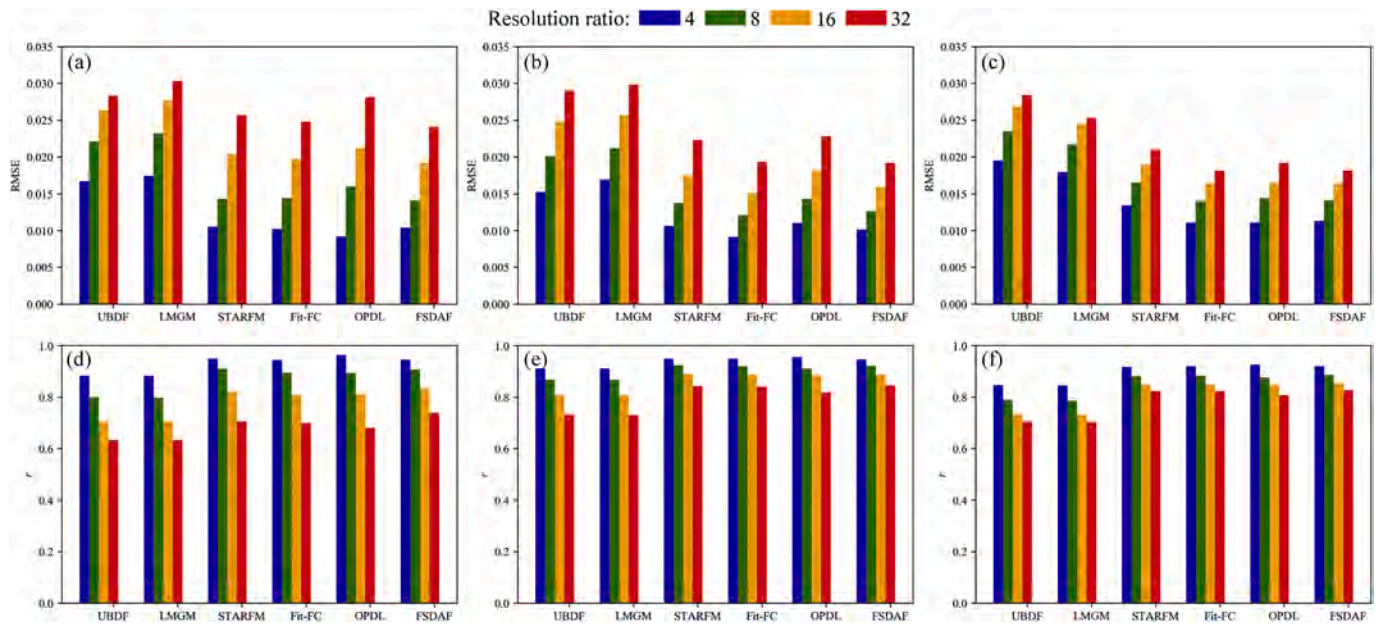 Resolution ratio: 4 8 16 32
(a) (b) (c)
0.035 0.035 0.035
0.030 0.030 0.030
0.025 0.025 0.025
0.020 0.020 0.020
RMSE RMSE RMSE
0.015 0.015 0.015
0.010 0.010 0.010
0.005 0.005 0.005
0.000 0.000 0.000
UBDF LMGM STARFM Fit-FC OPDL FSDAF UBDF LMGM STARFM Fit-FC OPDL FSDAF UBDF LMGM STARFM Fit-FC OPDL FSDAF
1.0 1.0 1.0
(d) (e) (f)
0.8 0.8 0.8
0.6 0.6 0.6
r r r
0.4 0.4 0.4
0.2 0.2 0.2
0.0 0.0 0.0
UBDF LMGM STARFM Fit-FC OPDL FSDAF UBDF LMGM STARFM Fit-FC OPDL FSDAF UBDF LMGM STARFM Fit-FC OPDL FSDAF